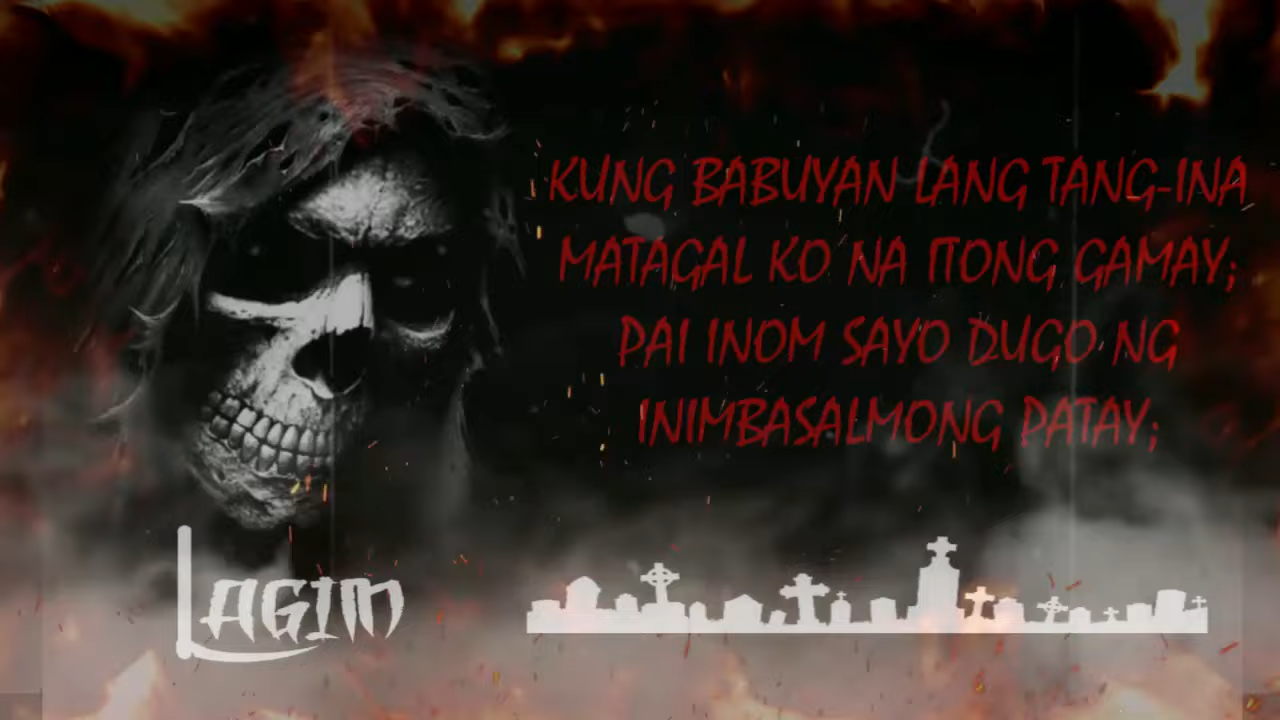 KUNG BABUYAN LANG TANG-INA
MATAGAL KO NA ITONG GAMAY;
PAI INOM SAYO DUGO NG
INIMBASALMONG PATAY;
LAGIM